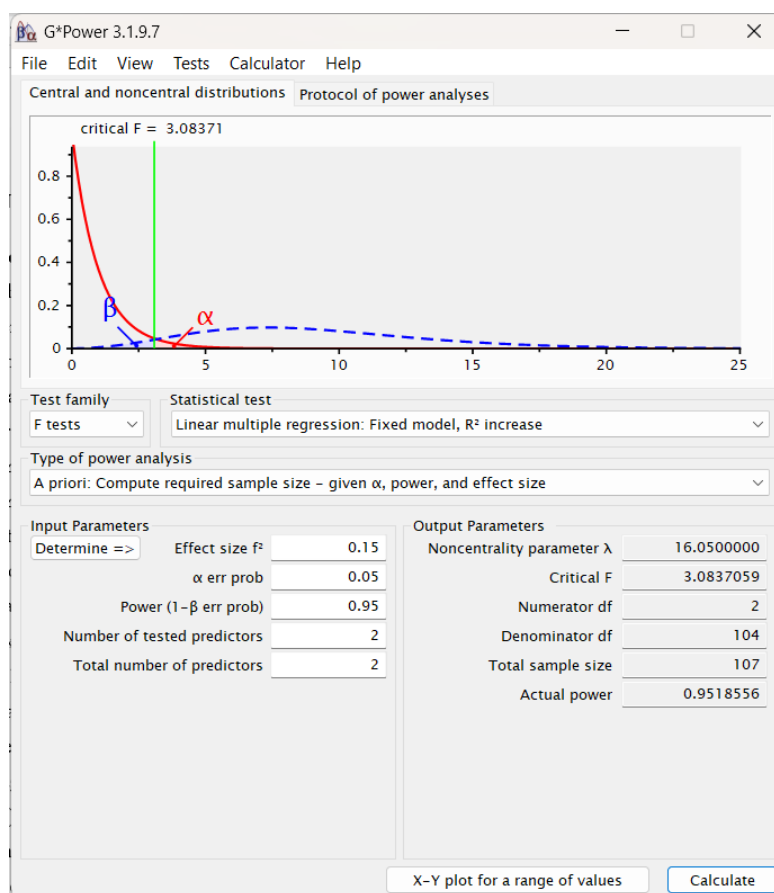 G*Power 3.1.9.7
File Edit View Tests Calculator Help
Central and noncentral distributions Protocol of power analyses
critical F = 3.08371
0.8
0.6
0.4
0.2
0
β
α
0 5 10 15 20 25
Test family Statistical test
F tests Linear multiple regression: Fixed model, R² increase
Type of power analysis
A priori: Compute required sample size – given α, power, and effect size
Input Parameters Output Parameters
Determine => Effect size f² 0.15 Noncentrality parameter λ 16.0500000
α err prob 0.05 Critical F 3.0837059
Power (1-β err prob) 0.95 Numerator df 2
Number of tested predictors 2 Denominator df 104
Total number of predictors 2 Total sample size 107
Actual power 0.9518556
X-Y plot for a range of values Calculate